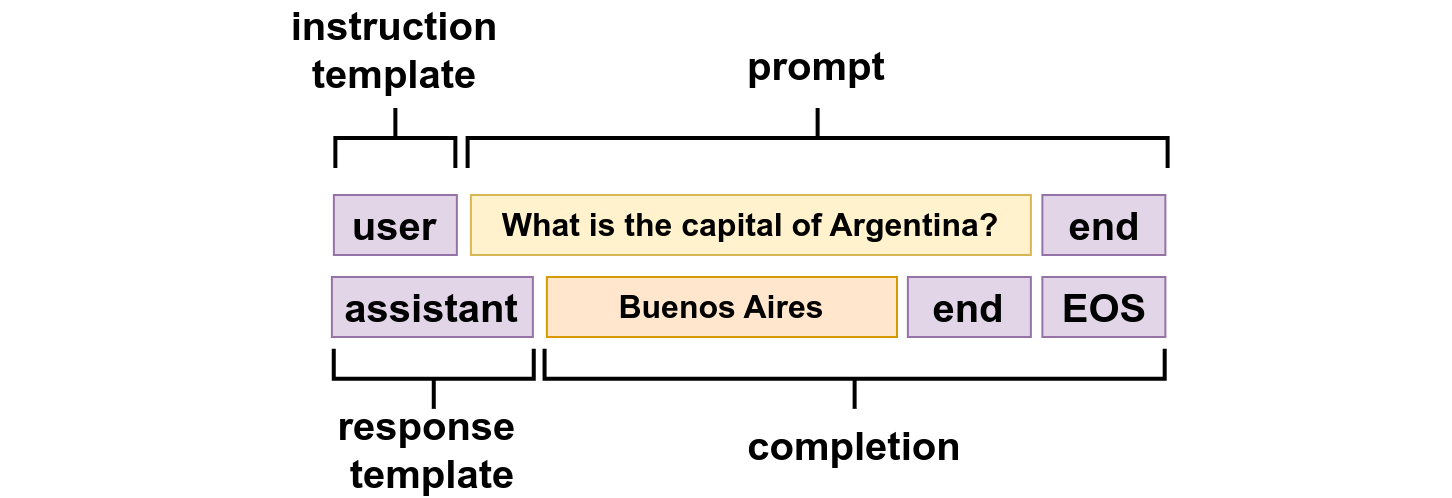 instruction
template
prompt
user
What is the capital of Argentina?
end
assistant
Buenos Aires
end
EOS
response
template
completion